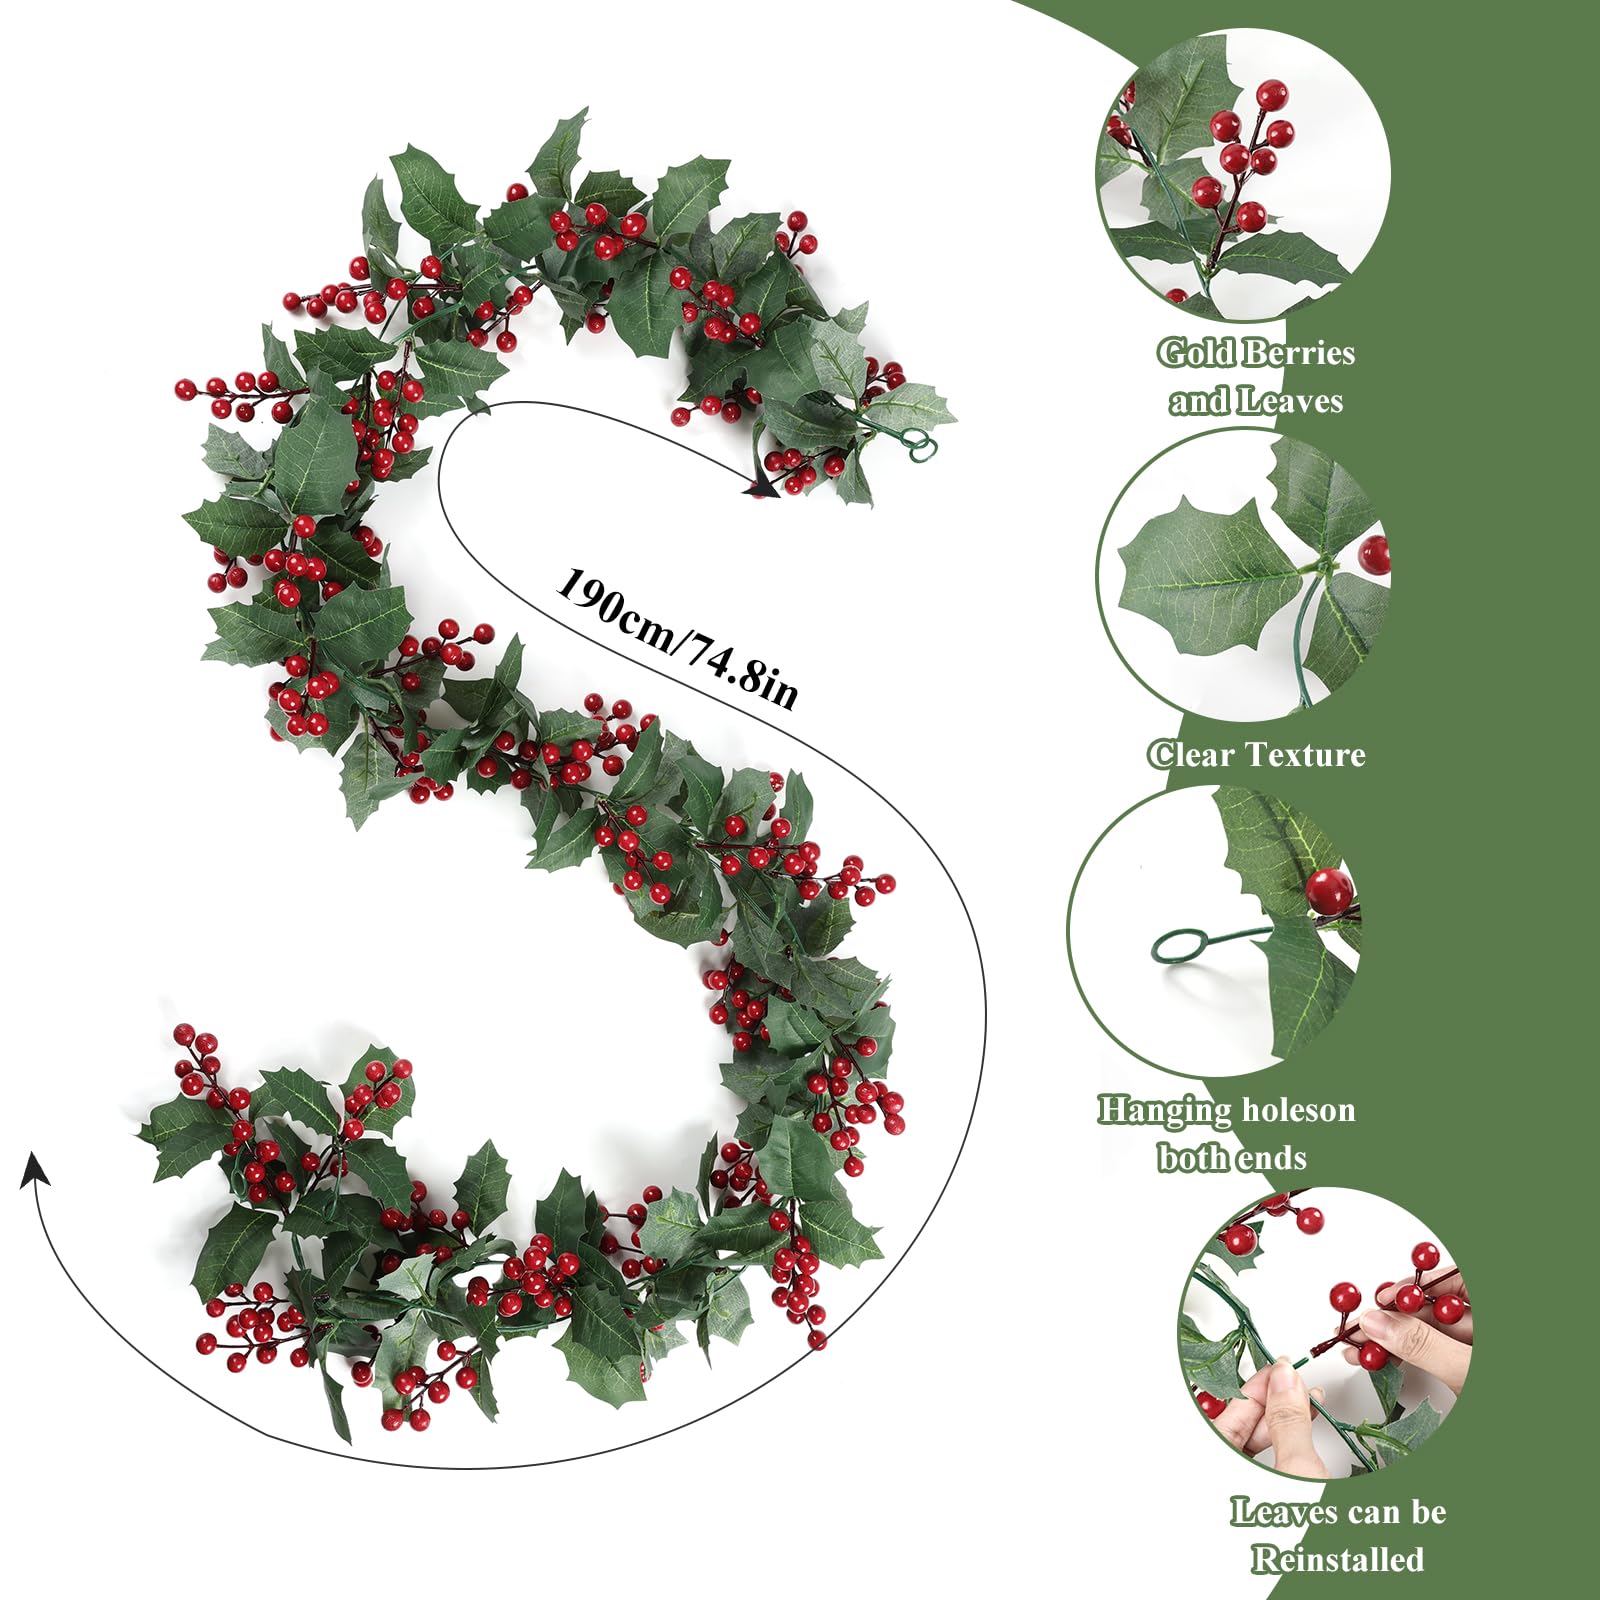 190cm/74.8in
Gold Berries
and Leaves
Clear Texture
Hanging holeson
both ends
Leaves can be
Reinstalled